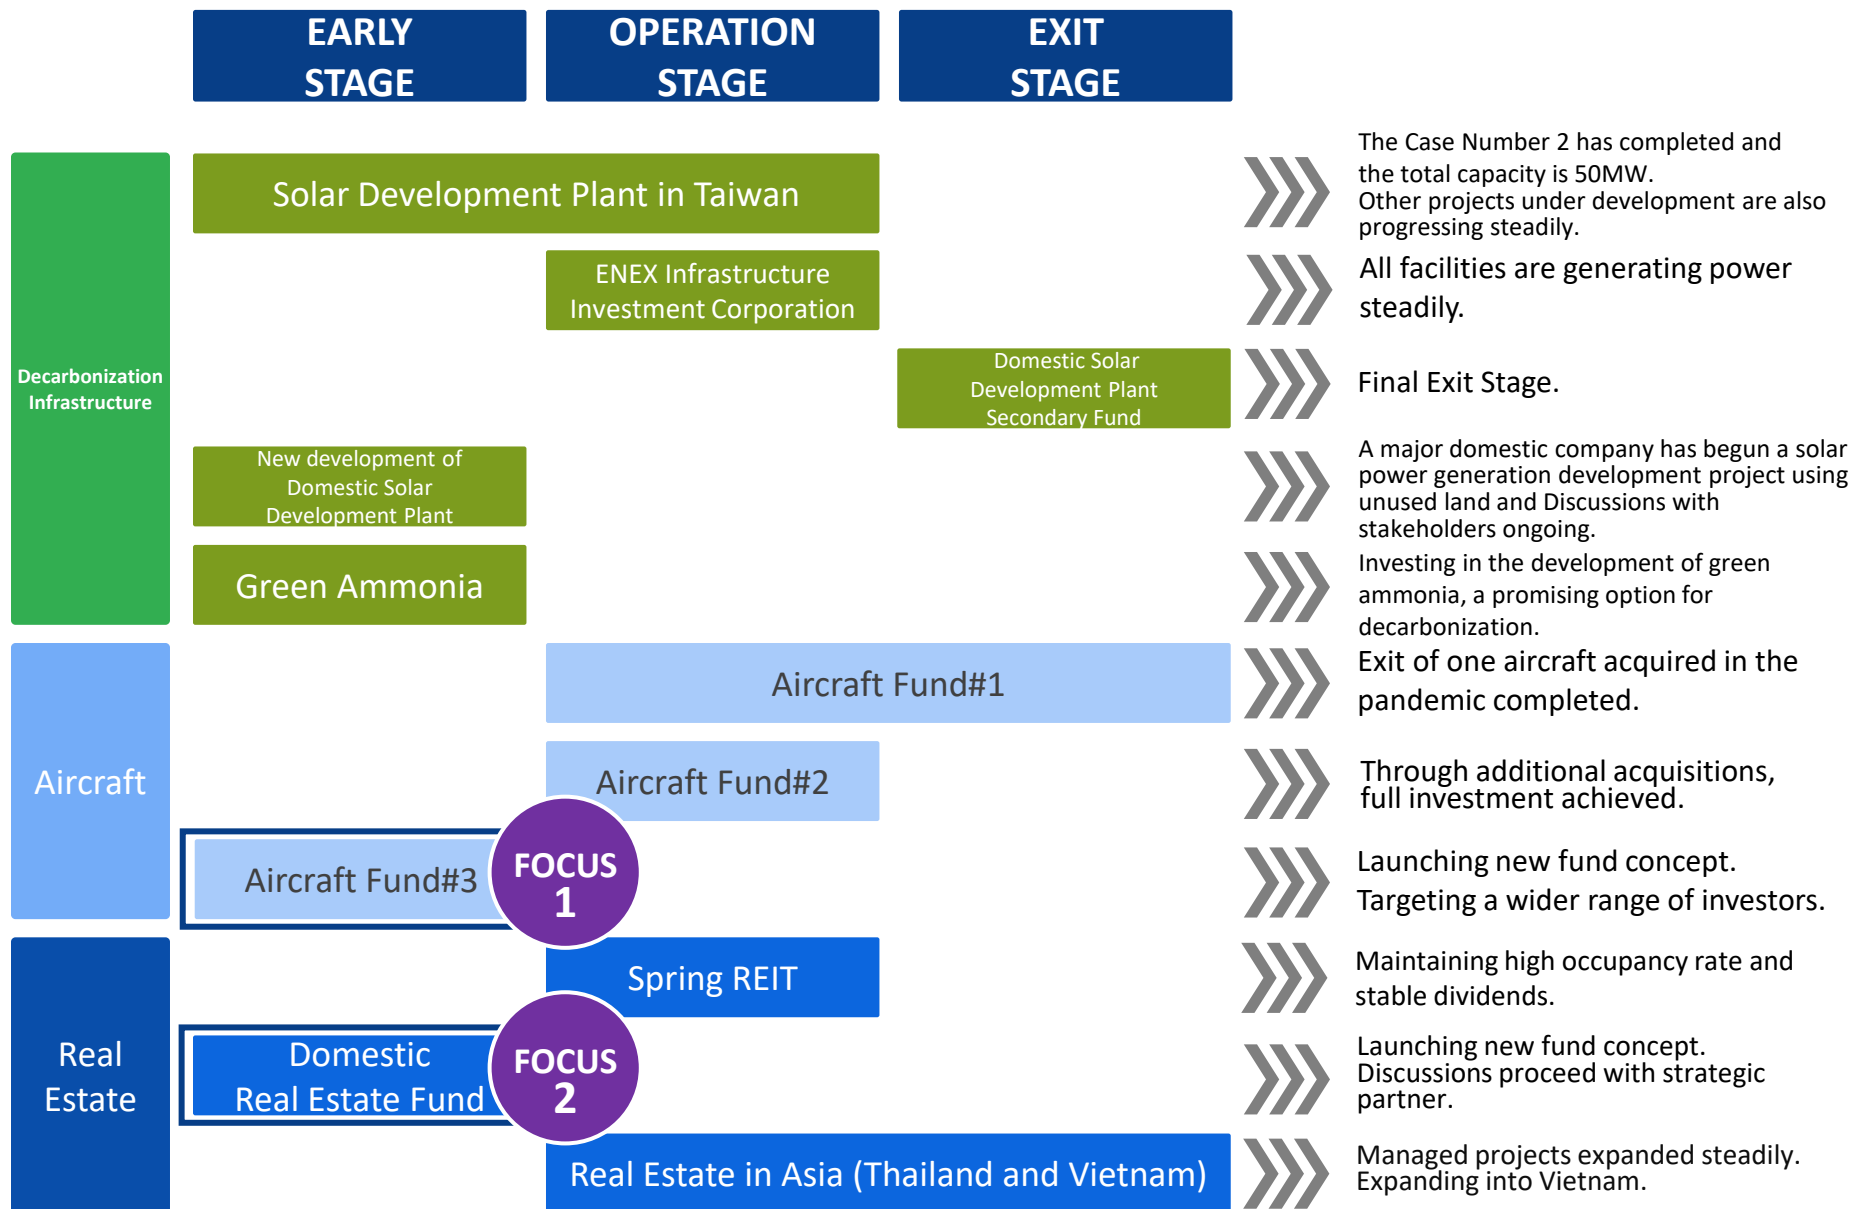 EARLY
STAGE
OPERATION
STAGE
EXIT
STAGE
Decarbonization
Infrastructure
Solar Development Plant in Taiwan
The Case Number 2 has completed and
the total capacity is 50MW.
Other projects under development are also
progressing steadily.
ENEX Infrastructure
Investment Corporation
All facilities are generating power
steadily.
Domestic Solar
Development Plant
Secondary Fund
Final Exit Stage.
New development of
Domestic Solar
Development Plant
A major domestic company has begun a solar
power generation development project using
unused land and Discussions with
stakeholders ongoing.
Green Ammonia
Investing in the development of green
ammonia, a promising option for
decarbonization.
Aircraft
Aircraft Fund#1
Exit of one aircraft acquired in the
pandemic completed.
Aircraft Fund#2
Through additional acquisitions,
full investment achieved.
Aircraft Fund#3
FOCUS
1
Launching new fund concept.
Targeting a wider range of investors.
Real
Estate
Spring REIT
Maintaining high occupancy rate and
stable dividends.
Domestic
Real Estate Fund
FOCUS
2
Launching new fund concept.
Discussions proceed with strategic
partner.
Real Estate in Asia (Thailand and Vietnam)
Managed projects expanded steadily.
Expanding into Vietnam.